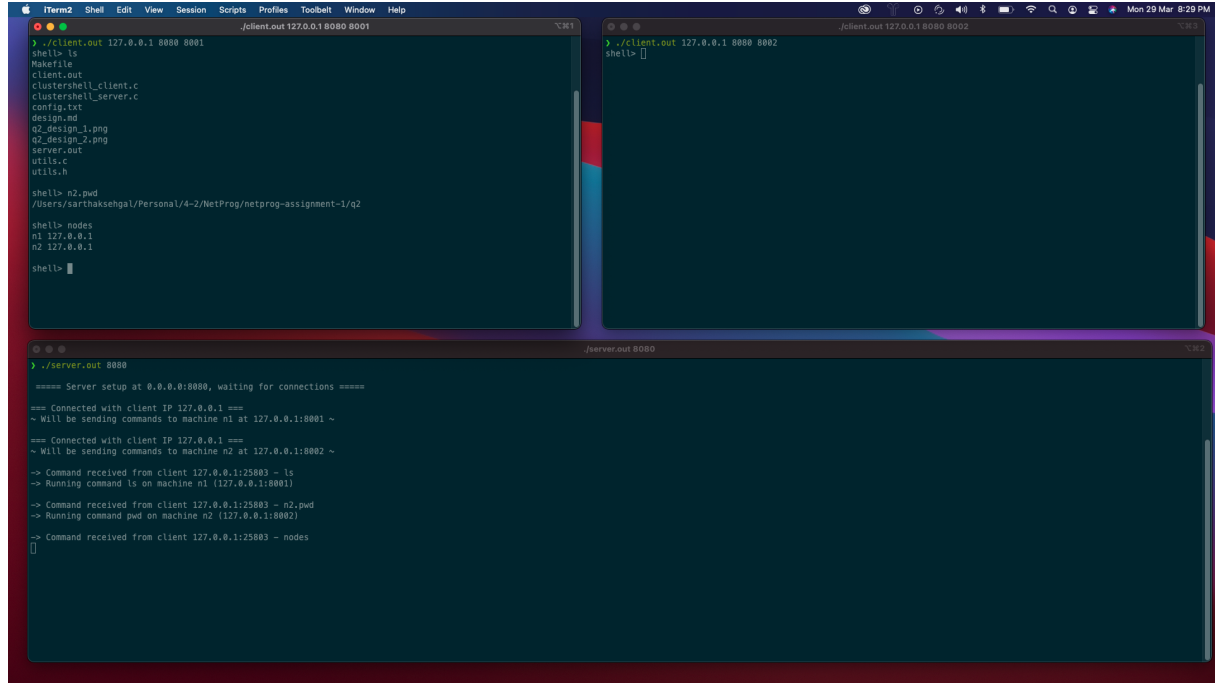 iTerm2 Shell Edit View Session Scripts Profiles Toolbelt Window Help Mon 29 Mar 8:29 PM
./client.out 127.0.0.1 8080 8001 ⌥⌘1
❯ ./client.out 127.0.0.1 8080 8001
shell> ls
Makefile
client.out
clustershell_client.c
clustershell_server.c
config.txt
design.md
q2_design_1.png
q2_design_2.png
server.out
utils.c
utils.h
shell> n2.pwd
/Users/sarthaksehgal/Personal/4-2/NetProg/netprog-assignment-1/q2
shell> nodes
n1 127.0.0.1
n2 127.0.0.1
shell>
./client.out 127.0.0.1 8080 8002 ⌥⌘3
❯ ./client.out 127.0.0.1 8080 8002
shell>
./server.out 8080 ⌥⌘2
❯ ./server.out 8080
===== Server setup at 0.0.0.0:8080, waiting for connections =====
=== Connected with client IP 127.0.0.1 ===
~ Will be sending commands to machine n1 at 127.0.0.1:8001 ~
=== Connected with client IP 127.0.0.1 ===
~ Will be sending commands to machine n2 at 127.0.0.1:8002 ~
-> Command received from client 127.0.0.1:25803 - ls
-> Running command ls on machine n1 (127.0.0.1:8001)
-> Command received from client 127.0.0.1:25803 - n2.pwd
-> Running command pwd on machine n2 (127.0.0.1:8002)
-> Command received from client 127.0.0.1:25803 - nodes